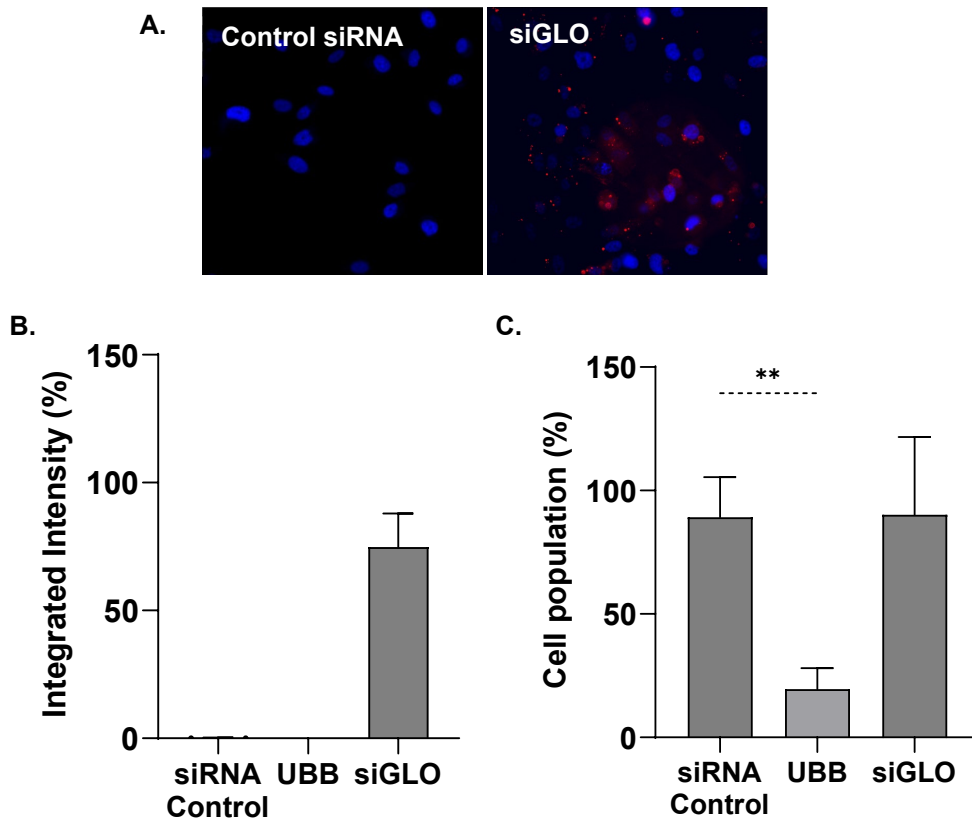 A.
Control siRNA
siGLO
B.
Integrated Intensity (%)
150
100
50
0
siRNA
Control
UBB
siGLO
C.
Cell population (%)
150
100
50
0
**
siRNA
Control
UBB
siGLO